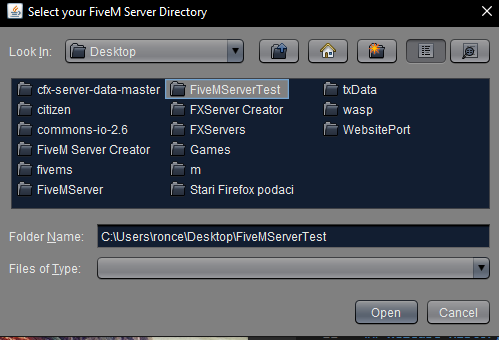 Select your FiveM Server Directory
Look In: Desktop
cfx-server-data-master
citizen
commons-io-2.6
FiveM Server Creator
fivems
FiveMServer
FiveMServerTest
FXServer Creator
FXServers
Games
m
Stari Firefox podaci
txData
wasp
WebsitePort
Folder Name: C:\Users\ronce\Desktop\FiveMServerTest
Files of Type:
Open Cancel